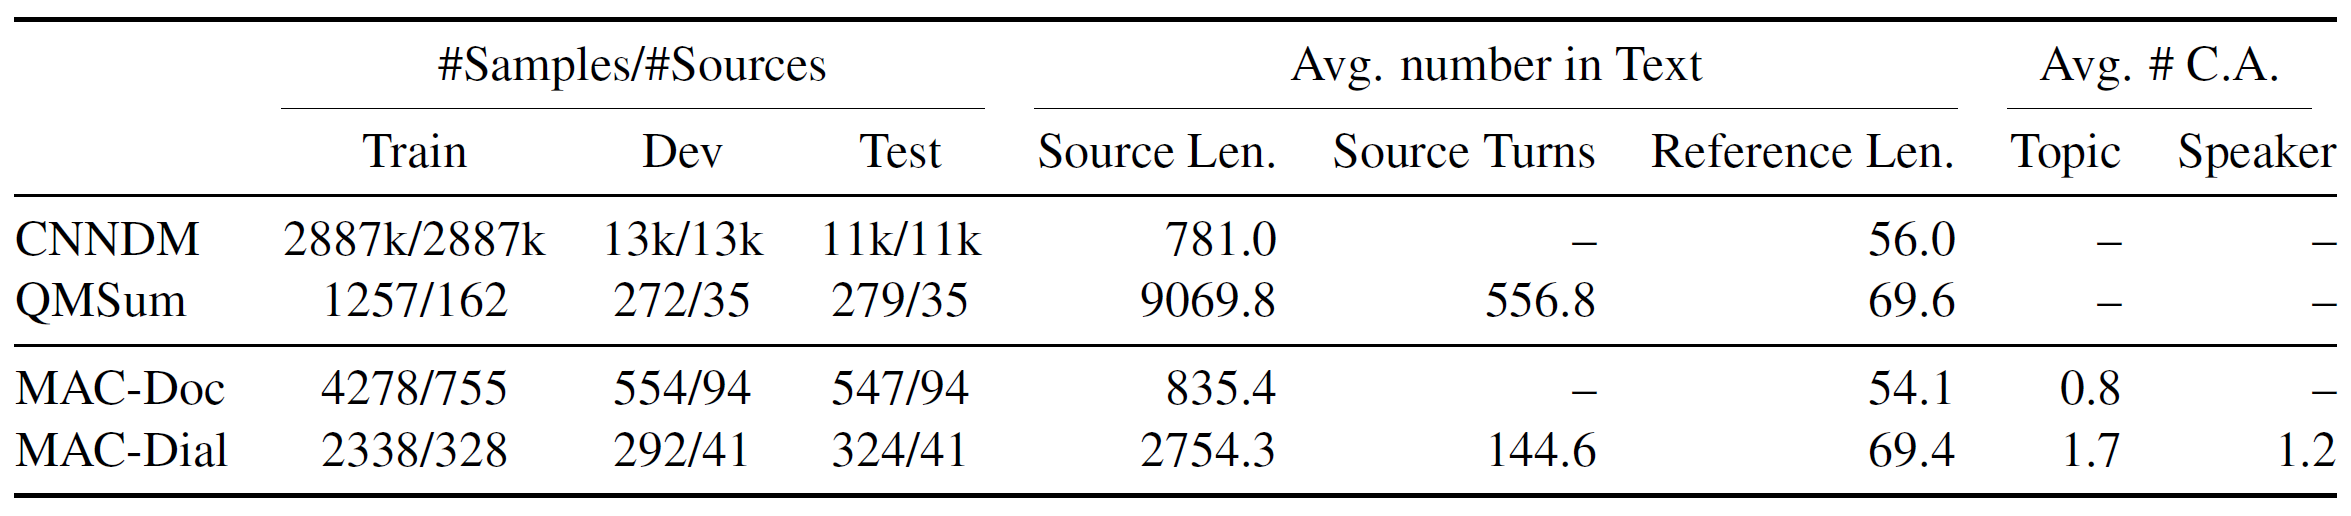 #Samples/#Sources Avg. number in Text Avg. # C.A.
Train Dev Test Source Len. Source Turns Reference Len. Topic Speaker
CNNDM 2887k/2887k 13k/13k 11k/11k 781.0 – 56.0 – –
QMSum 1257/162 272/35 279/35 9069.8 556.8 69.6 – –
MAC-Doc 4278/755 554/94 547/94 835.4 – 54.1 0.8 –
MAC-Dial 2338/328 292/41 324/41 2754.3 144.6 69.4 1.7 1.2